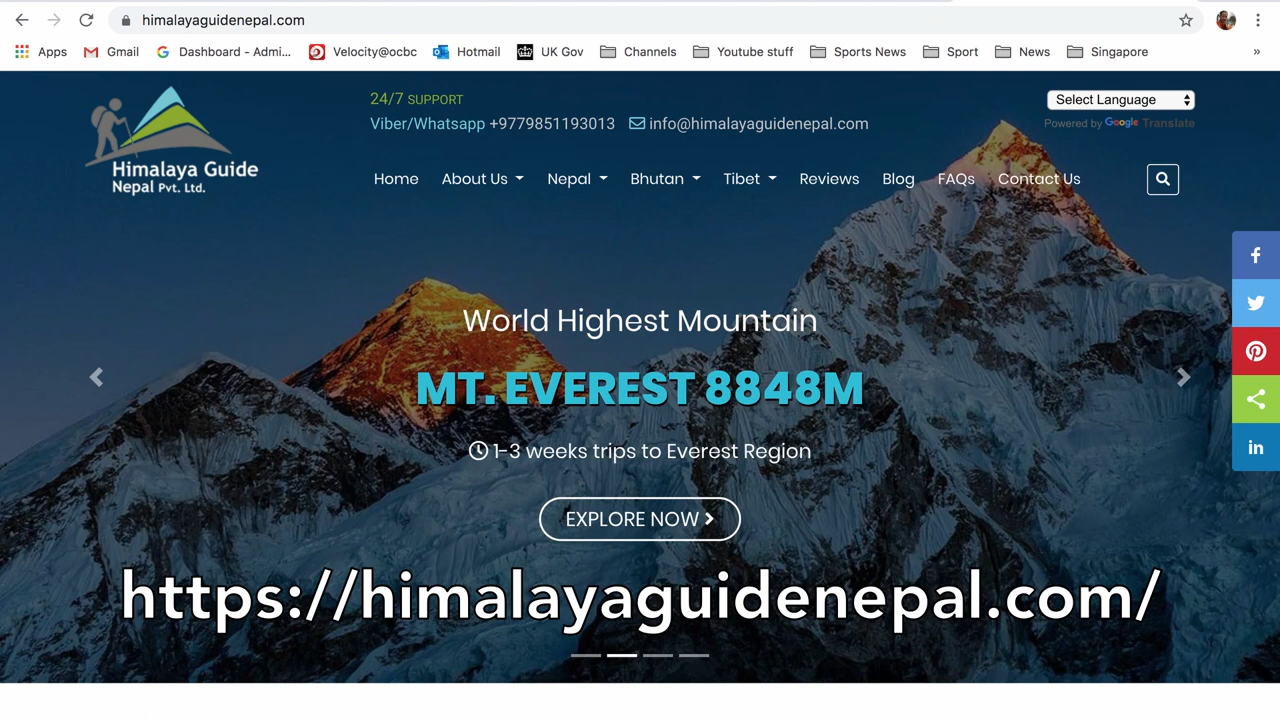 himalayaguidenepal.com
Apps Gmail Dashboard - Admi... Velocity@ocbc Hotmail UK Gov Channels Youtube stuff Sports News Sport News Singapore »
Himalaya Guide
Nepal Pvt. Ltd.
24/7 SUPPORT
Viber/Whatsapp +9779851193013 info@himalayaguidenepal.com
Select Language
Powered by Google Translate
Home About Us Nepal Bhutan Tibet Reviews Blog FAQs Contact Us
World Highest Mountain
MT. EVEREST 8848M
1-3 weeks trips to Everest Region
EXPLORE NOW
https://himalayaguidenepal.com/